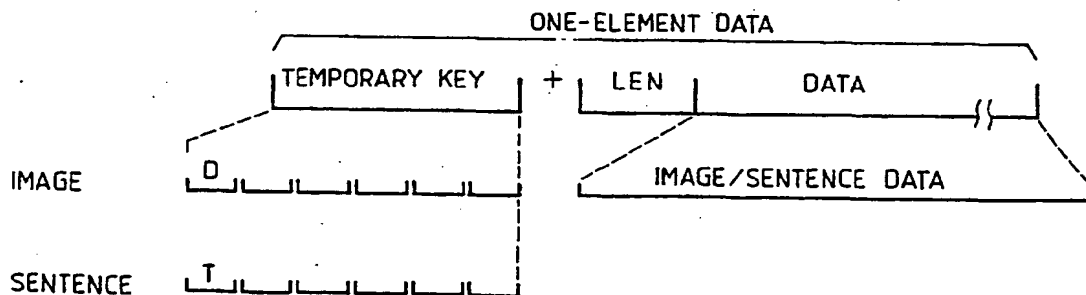 ONE-ELEMENT DATA
TEMPORARY KEY + LEN DATA
IMAGE D IMAGE/SENTENCE DATA
SENTENCE T